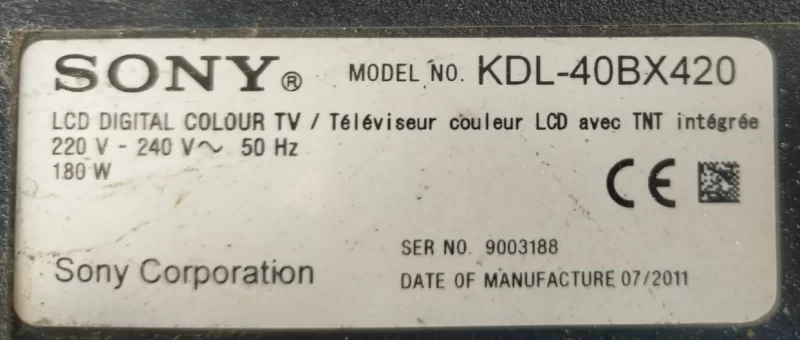 SONY® MODEL NO. KDL-40BX420
LCD DIGITAL COLOUR TV / Téléviseur couleur LCD avec TNT intégrée
220 V - 240 V~ 50 Hz
180 W
CE
SER NO. 9003188
Sony Corporation
DATE OF MANUFACTURE 07/2011